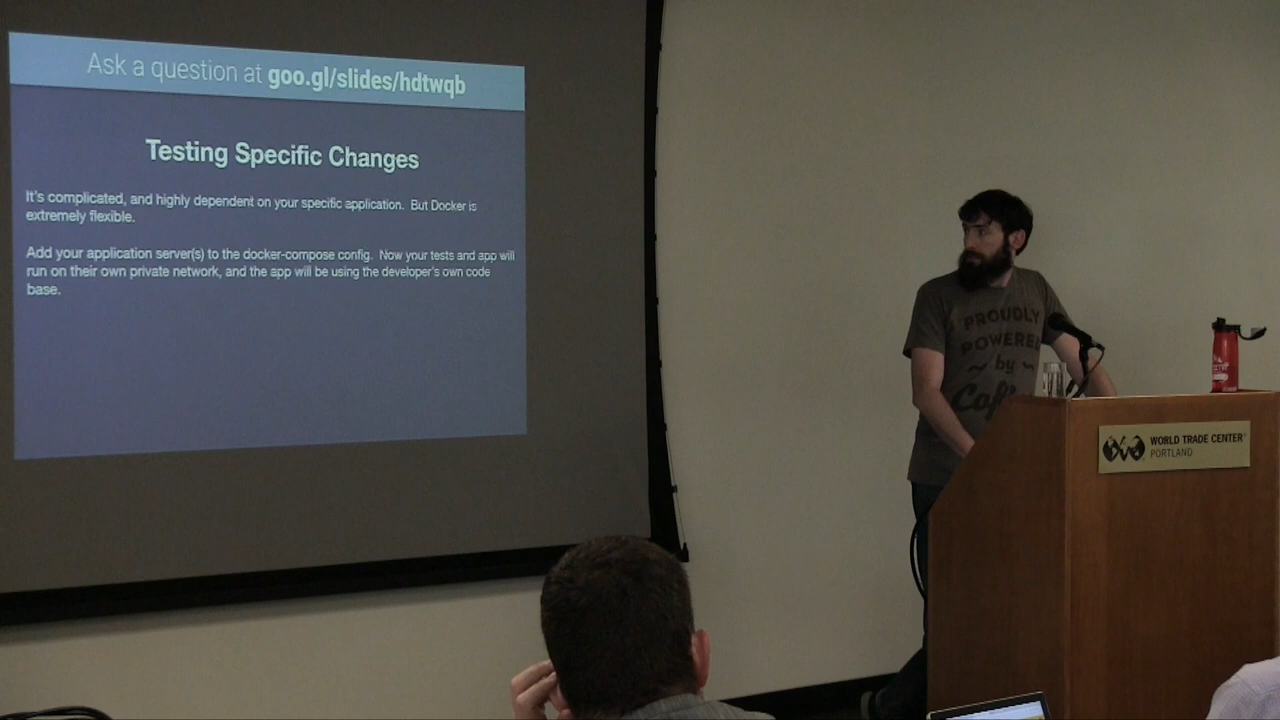 Ask a question at goo.gl/slides/hdtwqb
Testing Specific Changes
It's complicated, and highly dependent on your specific application. But Docker is
extremely flexible.
Add your application server(s) to the docker-compose config. Now your tests and app will
run on their own private network, and the app will be using the developer's own code
base.
PROUDLY
POWERED
by
WORLD TRADE CENTER
PORTLAND